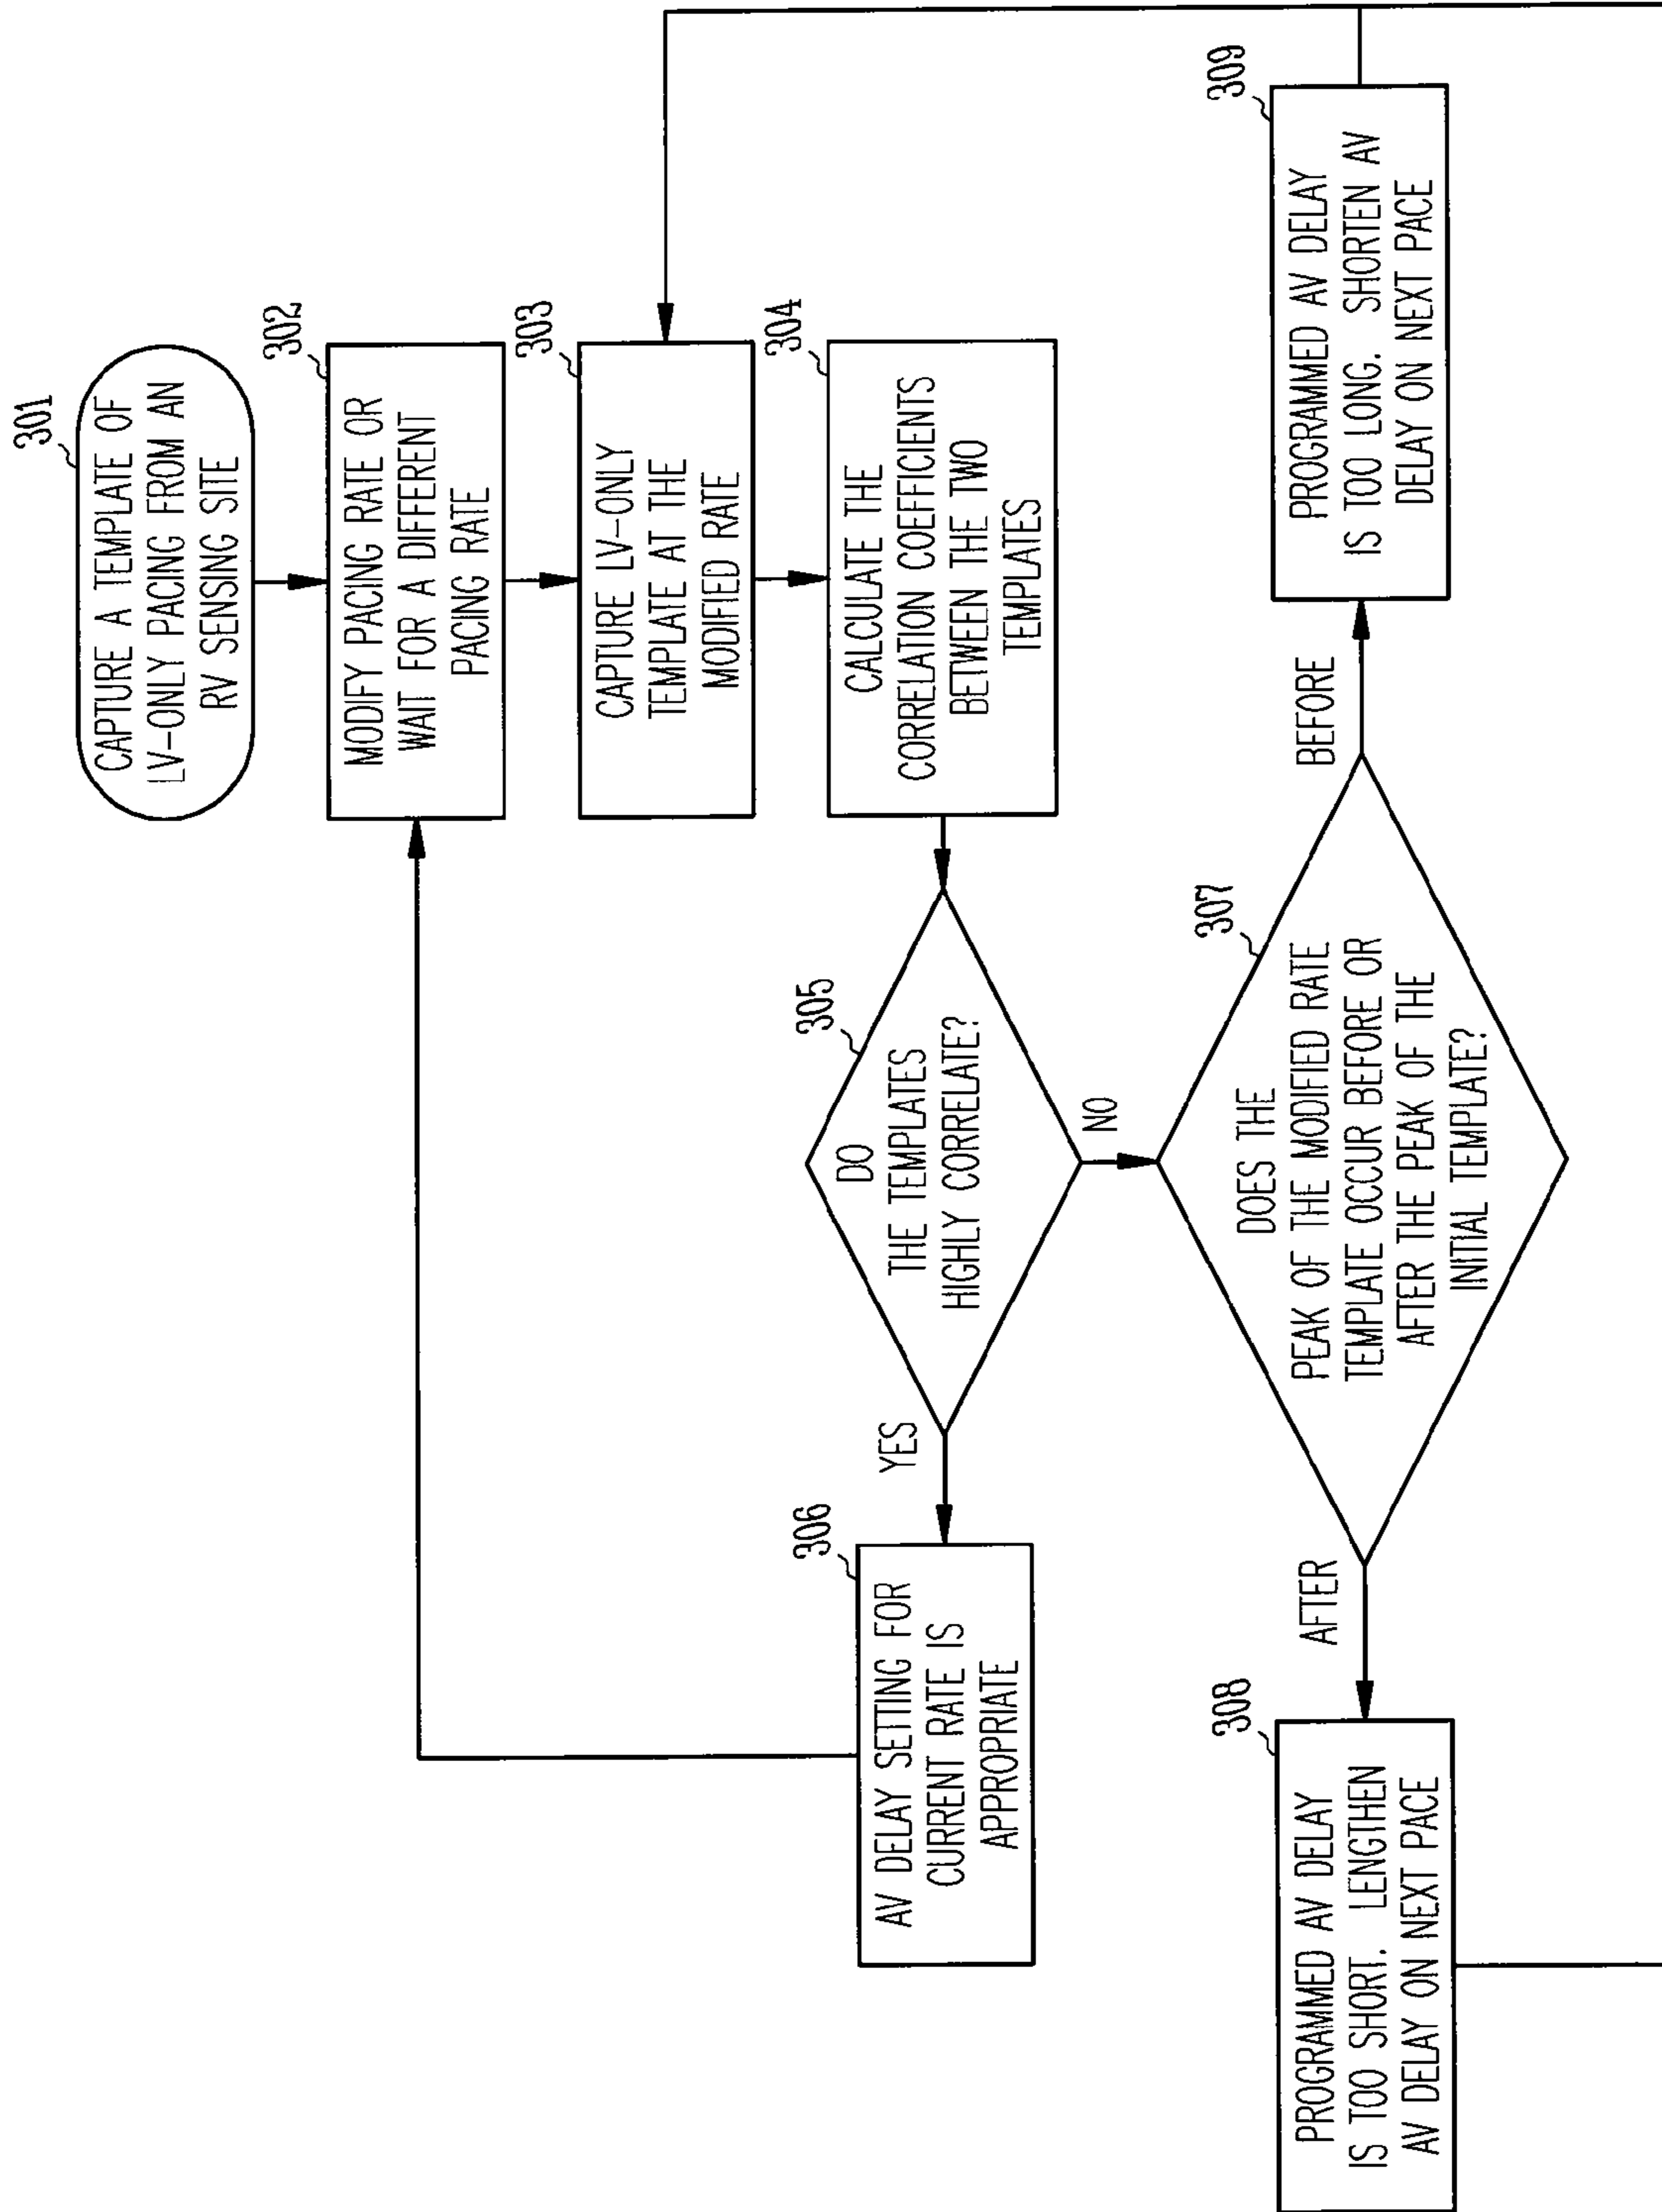 301
CAPTURE A TEMPLATE OF
LV-ONLY PACING FROM AN
RV SENSING SITE
302
MODIFY PACING RATE OR
WAIT FOR A DIFFERENT
PACING RATE
303
CAPTURE LV-ONLY
TEMPLATE AT THE
MODIFIED RATE
304
CALCULATE THE
CORRELATION COEFFICIENTS
BETWEEN THE TWO
TEMPLATES
305
DO
THE TEMPLATES
HIGHLY CORRELATE?
YES
NO
306
AV DELAY SETTING FOR
CURRENT RATE IS
APPROPRIATE
307
DOES THE
PEAK OF THE MODIFIED RATE
TEMPLATE OCCUR BEFORE OR
AFTER THE PEAK OF THE
INITIAL TEMPLATE?
AFTER
BEFORE
308
PROGRAMMED AV DELAY
IS TOO SHORT. LENGTHEN
AV DELAY ON NEXT PACE
309
PROGRAMMED AV DELAY
IS TOO LONG. SHORTEN AV
DELAY ON NEXT PACE